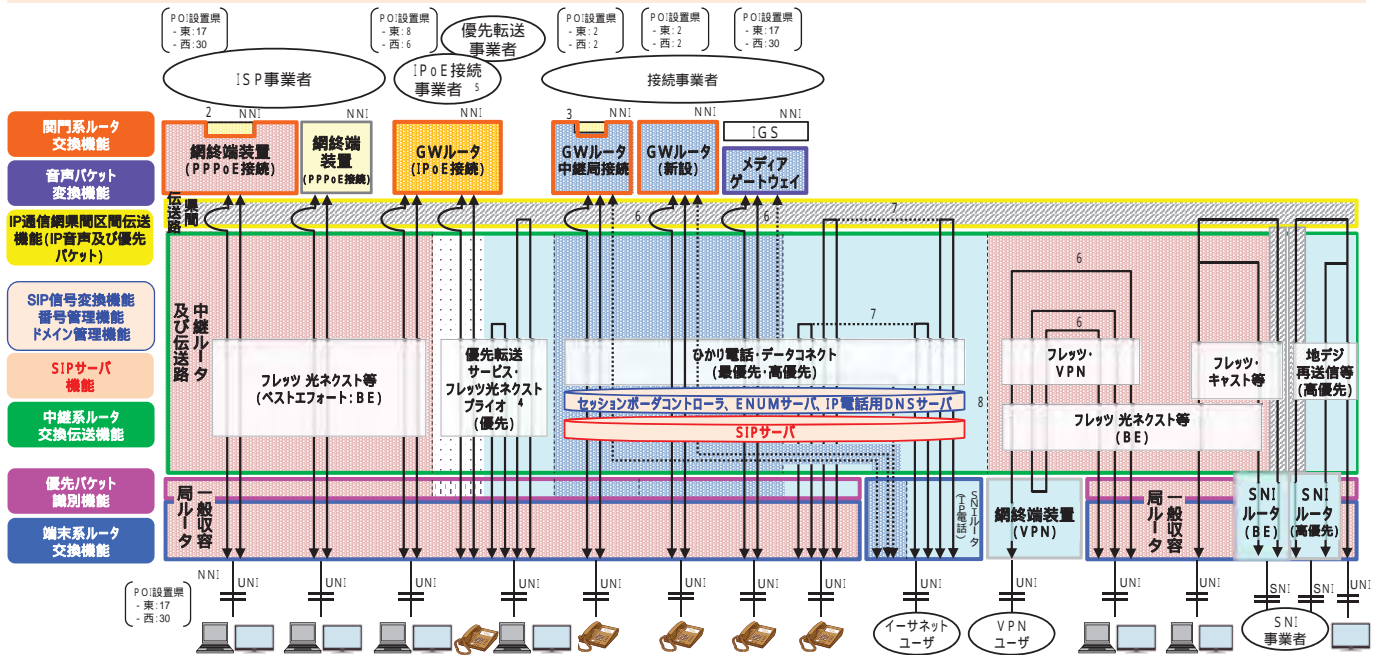 POI設置県
- 東:17
- 西:30
POI設置県
- 東:8
- 西:6
優先転送
事業者
POI設置県
- 東:2
- 西:2
POI設置県
- 東:2
- 西:2
POI設置県
- 東:17
- 西:30
ISP事業者
IPoE接続
事業者 5
接続事業者
2 NNI
NNI
NNI
3 NNI
NNI
NNI
関門系ルータ
交換機能
音声パケット
変換機能
IP通信網県間区間伝送
機能(IP音声及び優先
パケット)
SIP信号変換機能
番号管理機能
ドメイン管理機能
SIPサーバ
機能
中継系ルータ
交換伝送機能
優先パケット
識別機能
端末系ルータ
交換機能
網終端装置
(PPPoE接続)
網終端
装置
(PPPoE接続)
GWルータ
(IPoE接続)
GWルータ
中継局接続
GWルータ
(新設)
IGS
メディア
ゲートウェイ
県間
伝送路
6
6
7
中継ルータ
及び伝送路
フレッツ 光ネクスト等
(ベストエフォート:BE)
優先転送
サービス・
フレッツ光ネクスト
プライオ 4
(優先)
7
ひかり電話・データコネクト
(最優先・高優先)
セッションボーダコントローラ、ENUMサーバ、IP電話用DNSサーバ
SIPサーバ
8
6
6
フレッツ・
VPN
フレッツ・
キャスト等
地デジ
再送信等
(高優先)
フレッツ 光ネクスト等
(BE)
一般収容
局ルータ
SNIルータ
(IP電話)
網終端装置
(VPN)
一般収容
局ルータ
SNI
ルータ
(BE)
SNI
ルータ
(高優先)
POI設置県
- 東:17
- 西:30
NNI
UNI
UNI
UNI
UNI
UNI
UNI
UNI
UNI
UNI
UNI
UNI
UNI
SNI
SNI
UNI
イーサネット
ユーザ
VPN
ユーザ
SNI
事業者